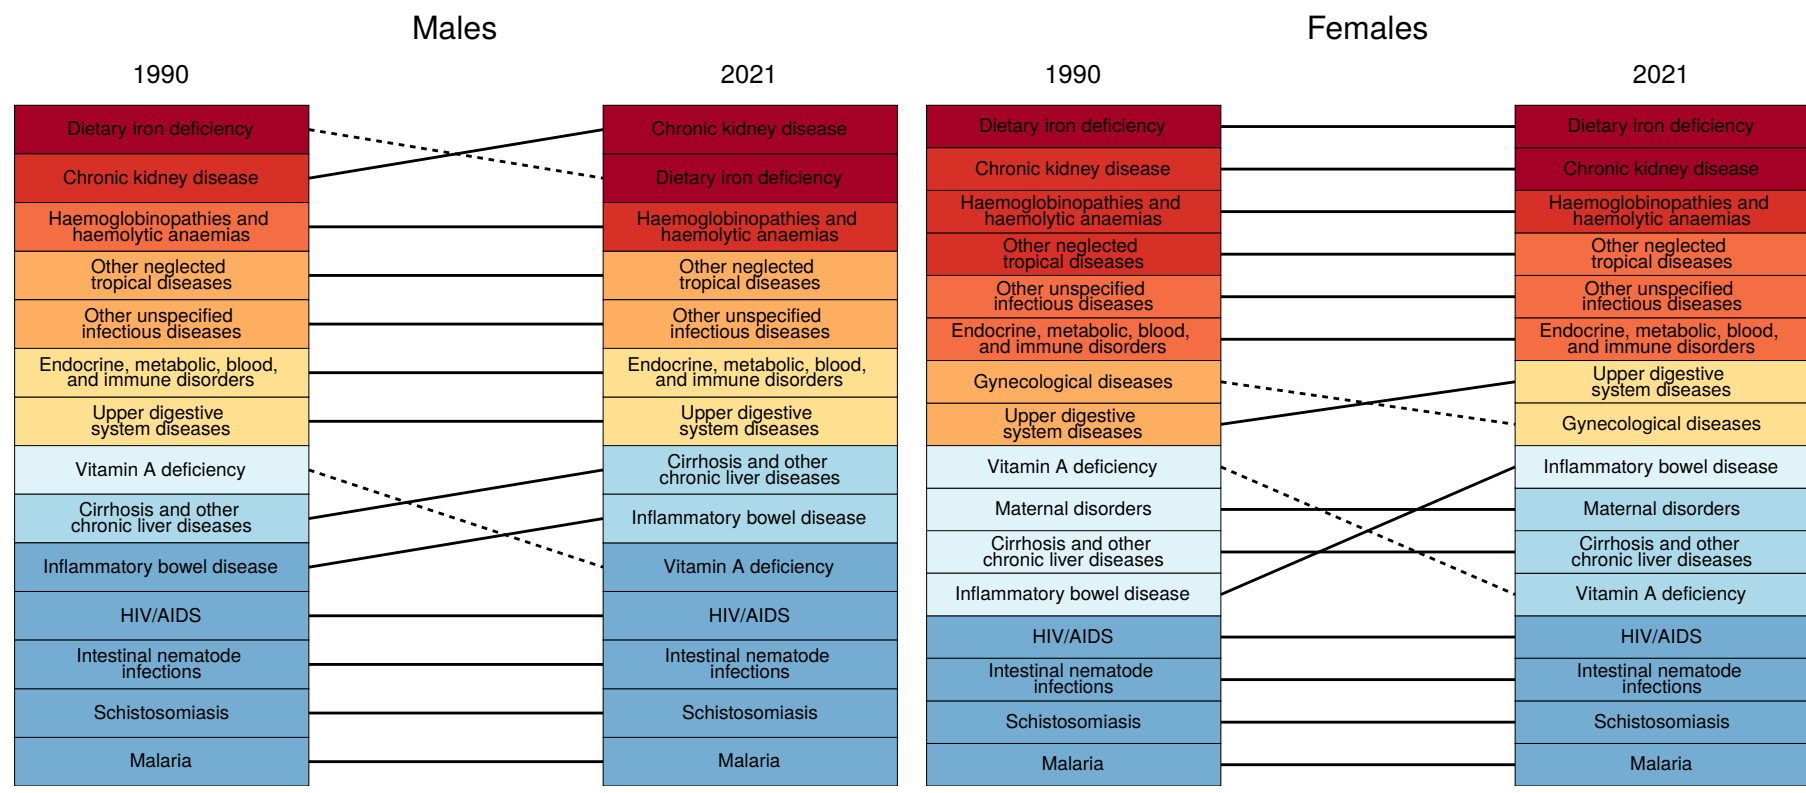 Males
1990
2021
Dietary iron deficiency
Chronic kidney disease
Haemoglobinopathies and
haemolytic anaemias
Other neglected
tropical diseases
Other unspecified
infectious diseases
Endocrine, metabolic, blood,
and immune disorders
Upper digestive
system diseases
Vitamin A deficiency
Cirrhosis and other
chronic liver diseases
Inflammatory bowel disease
HIV/AIDS
Intestinal nematode
infections
Schistosomiasis
Malaria
Chronic kidney disease
Dietary iron deficiency
Haemoglobinopathies and
haemolytic anaemias
Other neglected
tropical diseases
Other unspecified
infectious diseases
Endocrine, metabolic, blood,
and immune disorders
Upper digestive
system diseases
Cirrhosis and other
chronic liver diseases
Inflammatory bowel disease
Vitamin A deficiency
HIV/AIDS
Intestinal nematode
infections
Schistosomiasis
Malaria
Females
1990
2021
Dietary iron deficiency
Chronic kidney disease
Haemoglobinopathies and
haemolytic anaemias
Other neglected
tropical diseases
Other unspecified
infectious diseases
Endocrine, metabolic, blood,
and immune disorders
Gynecological diseases
Upper digestive
system diseases
Vitamin A deficiency
Maternal disorders
Cirrhosis and other
chronic liver diseases
Inflammatory bowel disease
HIV/AIDS
Intestinal nematode
infections
Schistosomiasis
Malaria
Dietary iron deficiency
Chronic kidney disease
Haemoglobinopathies and
haemolytic anaemias
Other neglected
tropical diseases
Other unspecified
infectious diseases
Endocrine, metabolic, blood,
and immune disorders
Upper digestive
system diseases
Gynecological diseases
Inflammatory bowel disease
Maternal disorders
Cirrhosis and other
chronic liver diseases
Vitamin A deficiency
HIV/AIDS
Intestinal nematode
infections
Schistosomiasis
Malaria